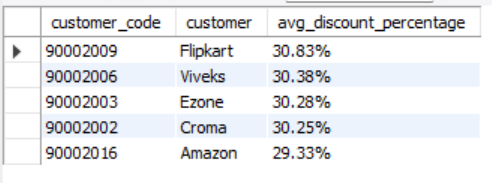 customer_code customer avg_discount_percentage
90002009 Flipkart 30.83%
90002006 Viveks 30.38%
90002003 Ezone 30.28%
90002002 Croma 30.25%
90002016 Amazon 29.33%